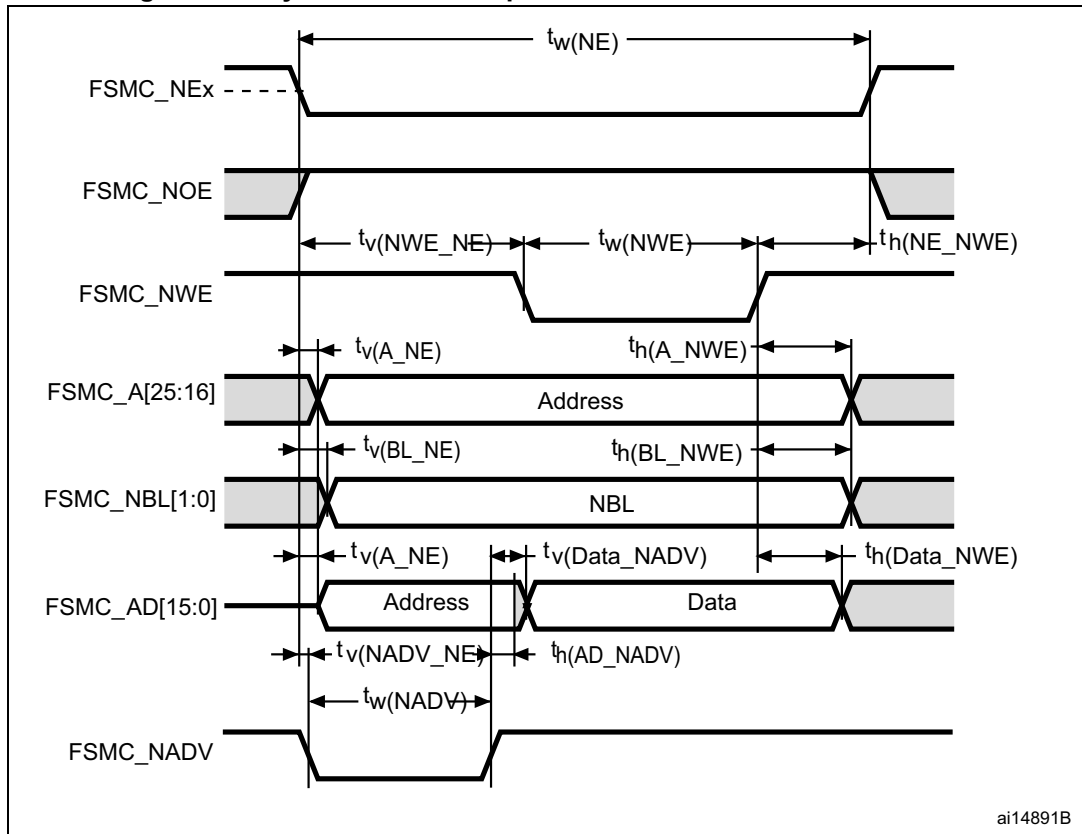 tw(NE)
FSMC_NEx
FSMC_NOE
tv(NWE_NE)
tw(NWE)
th(NE_NWE)
FSMC_NWE
tv(A_NE)
th(A_NWE)
FSMC_A[25:16]
Address
tv(BL_NE)
th(BL_NWE)
FSMC_NBL[1:0]
NBL
tv(A_NE)
tv(Data_NADV)
th(Data_NWE)
FSMC_AD[15:0]
Address
Data
tv(NADV_NE)
th(AD_NADV)
tw(NADV)
FSMC_NADV
ai14891B